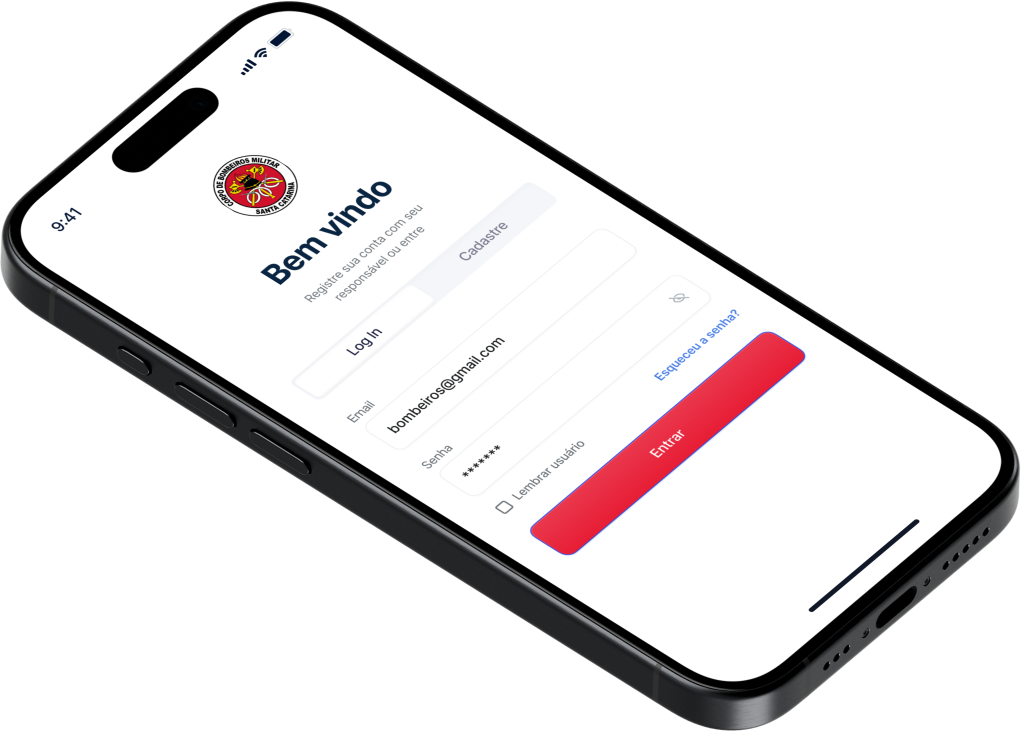 9:41
CORPO DE BOMBEIROS MILITAR
SANTA CATARINA
Bem vindo
Registre sua conta com seu
responsável ou entre
Log In
Cadastre
Email
bombeiros@gmail.com
Senha
*******
Lembrar usuário
Esqueceu a senha?
Entrar